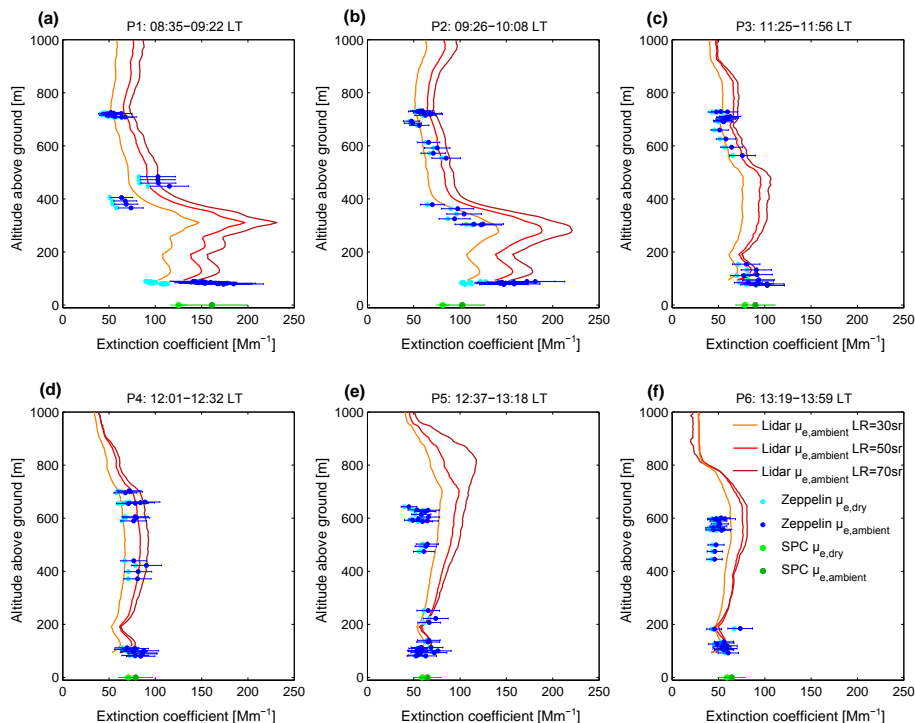 (a)
P1: 08:35−09:22 LT
1000
800
600
400
200
0
Altitude above ground [m]
0 50 100 150 200 250
Extinction coefficient [Mm⁻¹]
(b)
P2: 09:26−10:08 LT
1000
800
600
400
200
0
Altitude above ground [m]
0 50 100 150 200 250
Extinction coefficient [Mm⁻¹]
(c)
P3: 11:25−11:56 LT
1000
800
600
400
200
0
Altitude above ground [m]
0 50 100 150 200 250
Extinction coefficient [Mm⁻¹]
(d)
P4: 12:01−12:32 LT
1000
800
600
400
200
0
Altitude above ground [m]
0 50 100 150 200 250
Extinction coefficient [Mm⁻¹]
(e)
P5: 12:37−13:18 LT
1000
800
600
400
200
0
Altitude above ground [m]
0 50 100 150 200 250
Extinction coefficient [Mm⁻¹]
(f)
P6: 13:19−13:59 LT
1000
800
600
400
200
0
Altitude above ground [m]
0 50 100 150 200 250
Extinction coefficient [Mm⁻¹]
Lidar μe,ambient LR=30sr
Lidar μe,ambient LR=50sr
Lidar μe,ambient LR=70sr
Zeppelin μe,dry
Zeppelin μe,ambient
SPC μe,dry
SPC μe,ambient